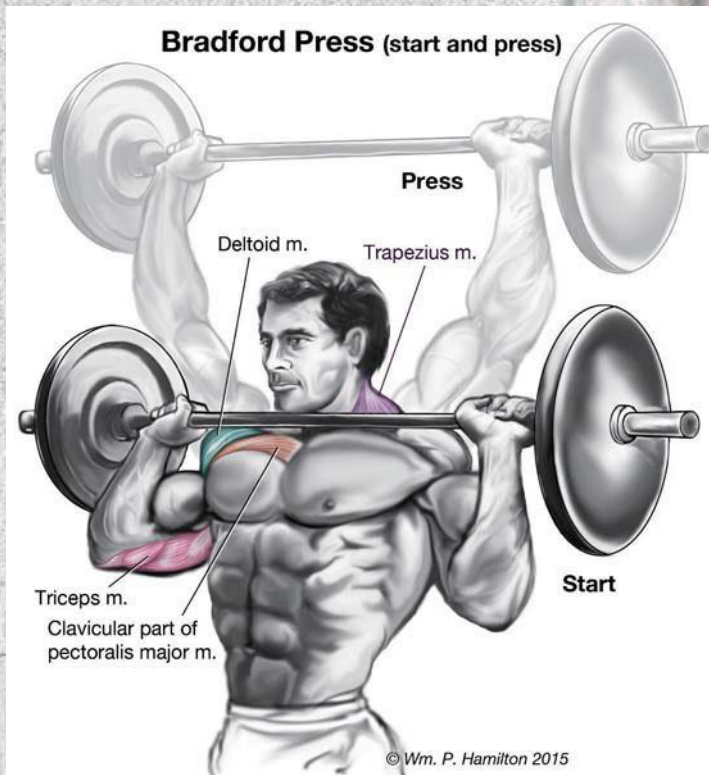 Bradford Press (start and press)
Press
Deltoid m.
Trapezius m.
Start
Triceps m.
Clavicular part of
pectoralis major m.
© Wm. P. Hamilton 2015